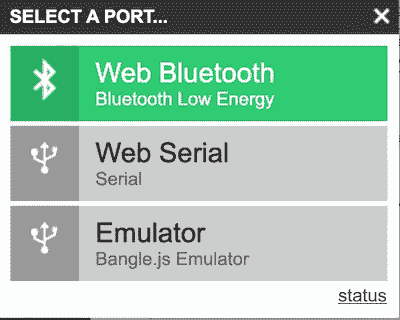 SELECT A PORT...
Web Bluetooth
Bluetooth Low Energy
Web Serial
Serial
Emulator
Bangle.js Emulator
status